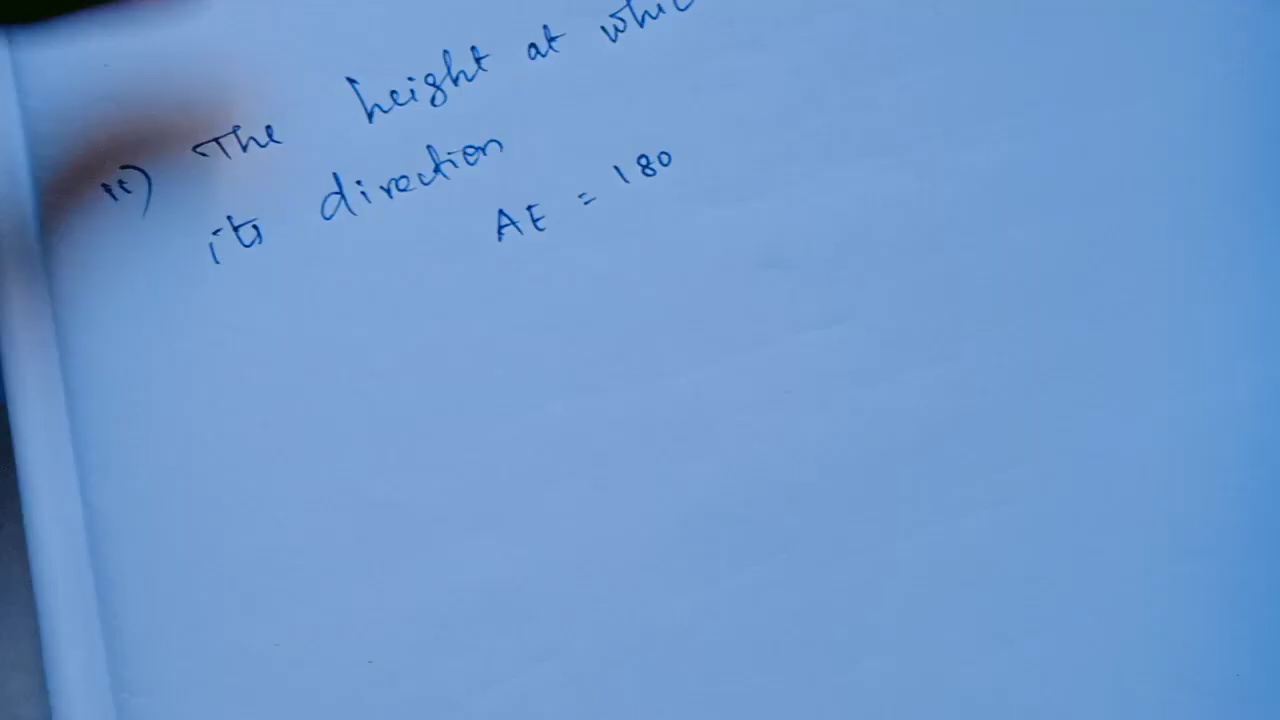 ii) The height at
its direction
AE = 180